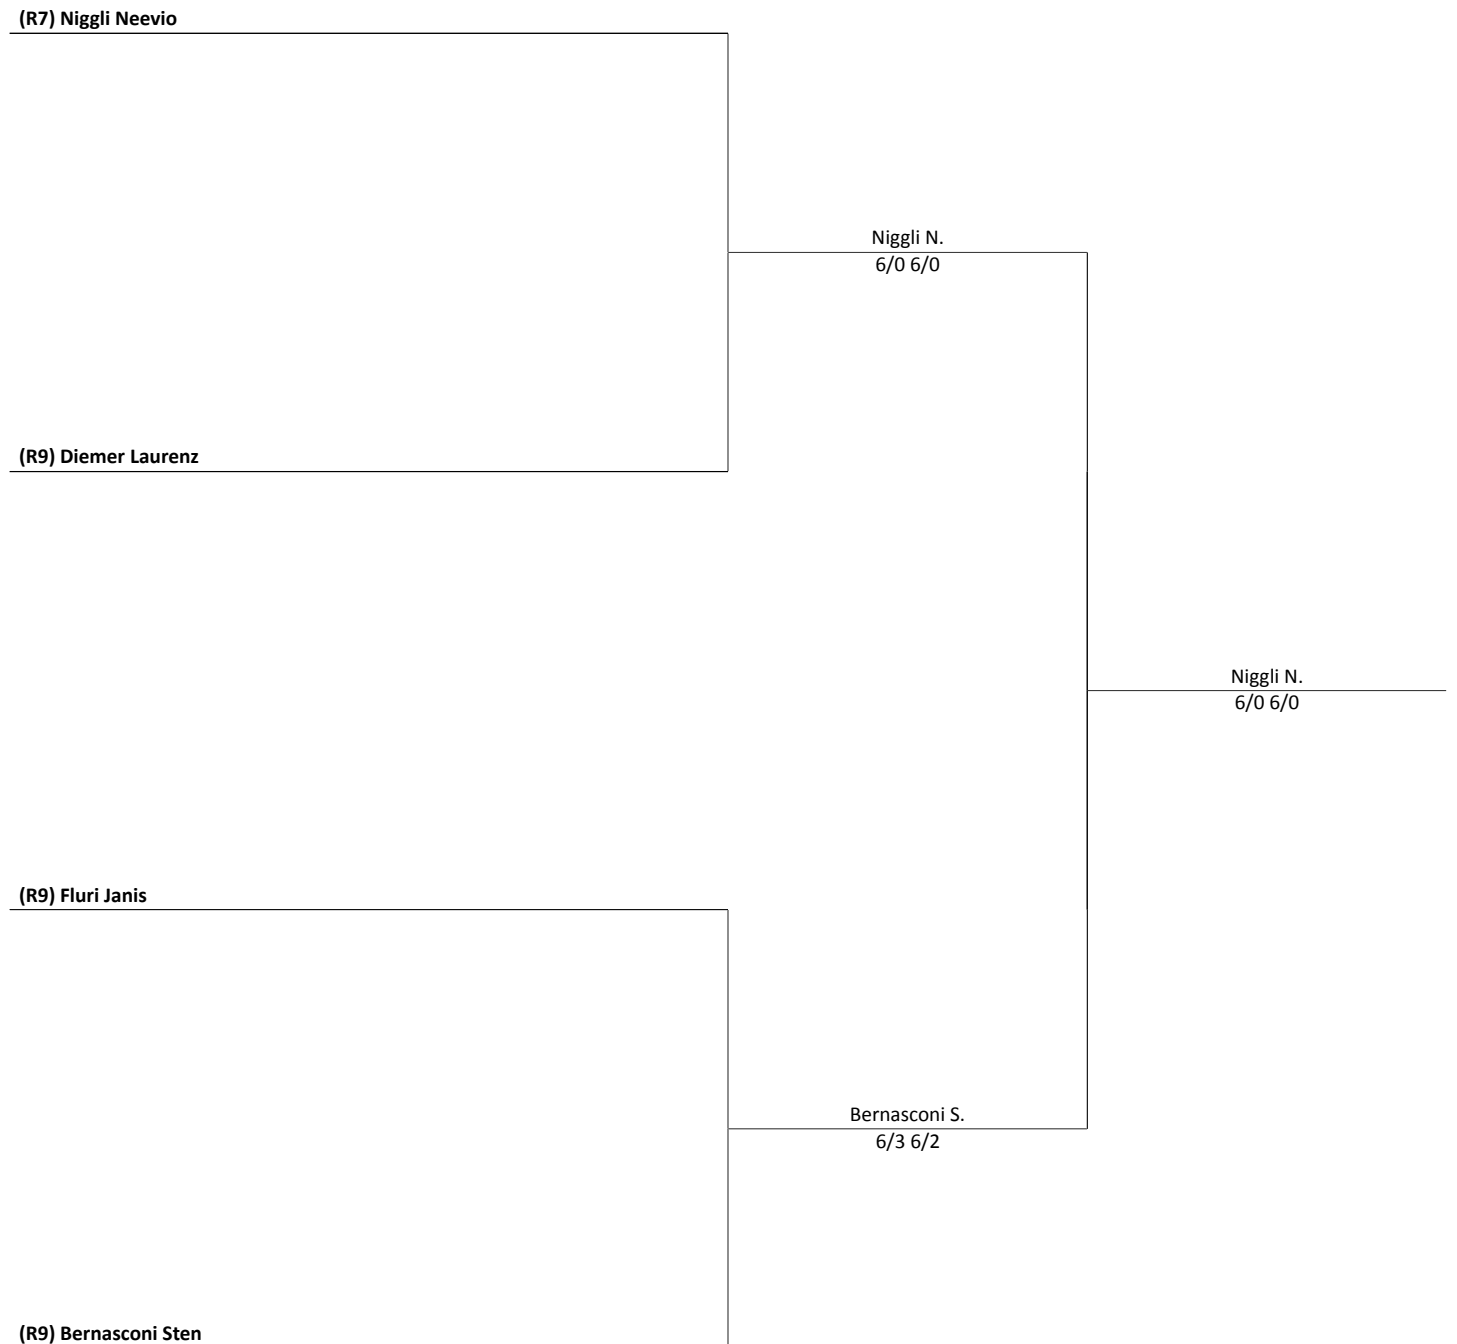 (R7) Niggli Neevio
Niggli N.
6/0 6/0
(R9) Diemer Laurenz
Niggli N.
6/0 6/0
(R9) Fluri Janis
Bernasconi S.
6/3 6/2
(R9) Bernasconi Sten